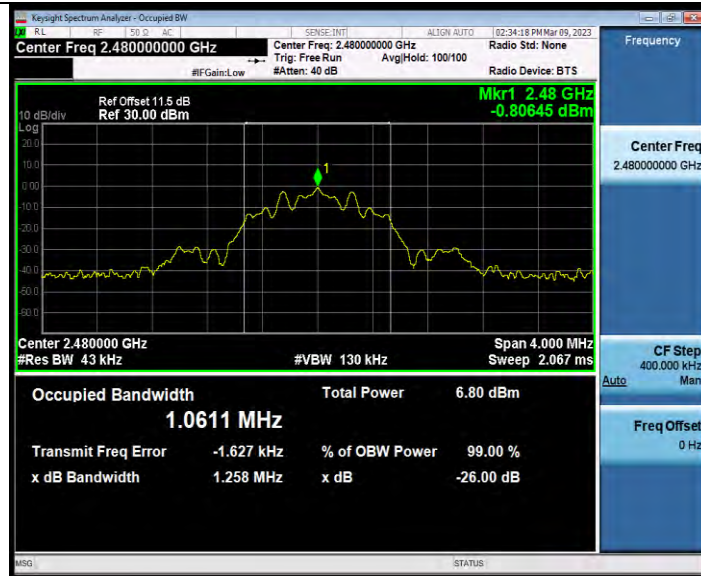 Keysight Spectrum Analyzer - Occupied BW
LXI RL RF 50 Ω AC SENSE:INT ALIGN AUTO 02:34:18 PM Mar 09, 2023
Center Freq 2.480000000 GHz
Center Freq: 2.480000000 GHz Radio Std: None
Trig: Free Run Avg|Hold: 100/100
#IFGain:Low #Atten: 40 dB Radio Device: BTS
Ref Offset 11.5 dB Mkr1 2.48 GHz
10 dB/div Ref 30.00 dBm -0.80645 dBm
Log
20.0
10.0
0.00
-10.0
-20.0
-30.0
-40.0
-50.0
-60.0
1
Center 2.480000 GHz Span 4.000 MHz
#Res BW 43 kHz #VBW 130 kHz Sweep 2.067 ms
Occupied Bandwidth Total Power 6.80 dBm
1.0611 MHz
Transmit Freq Error -1.627 kHz % of OBW Power 99.00 %
x dB Bandwidth 1.258 MHz x dB -26.00 dB
MSG STATUS
Frequency
Center Freq
2.480000000 GHz
CF Step
400.000 kHz
Auto Man
Freq Offset
0 Hz